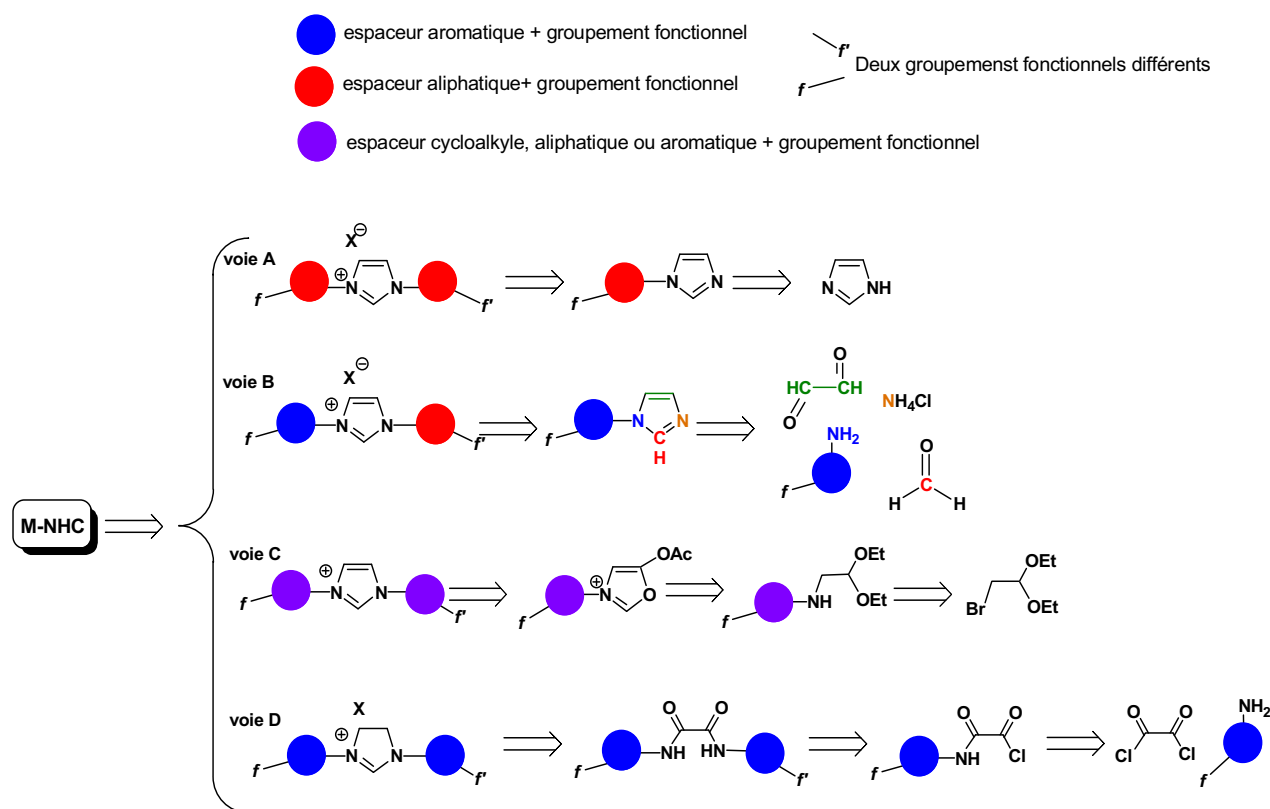 espaceur aromatique + groupement fonctionnel
f'
Deux groupemenst fonctionnels différents
f
espaceur aliphatique+ groupement fonctionnel
espaceur cycloalkyle, aliphatique ou aromatique + groupement fonctionnel
voie A
X⊖
f ⊕ N N f'
f N N
N NH
voie B
X⊖
f ⊕ N N f'
f N N C H
O HC CH O
NH4Cl
NH2 f
O H C H
M-NHC
voie C
f ⊕ N N f'
f ⊕ N O OAc
f NH OEt OEt
Br OEt OEt
voie D
X
f ⊕ N N f'
O O f NH HN f'
O O f NH Cl
O O Cl Cl
NH2 f